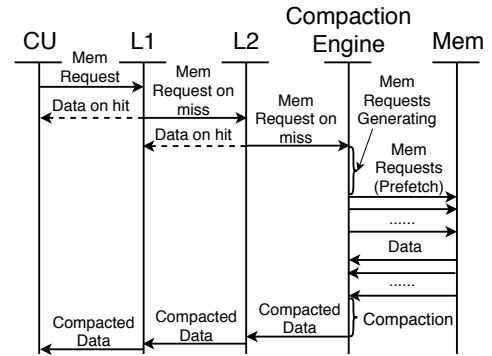 Compaction
CU L1 L2 Engine Mem
Mem
Request
Mem
Request on
miss
Data on hit
Mem
Request on
miss
Data on hit
Mem
Requests
Generating
Mem
Requests
(Prefetch)
......
Data
......
Compaction
Compacted
Data
Compacted
Data
Compacted
Data